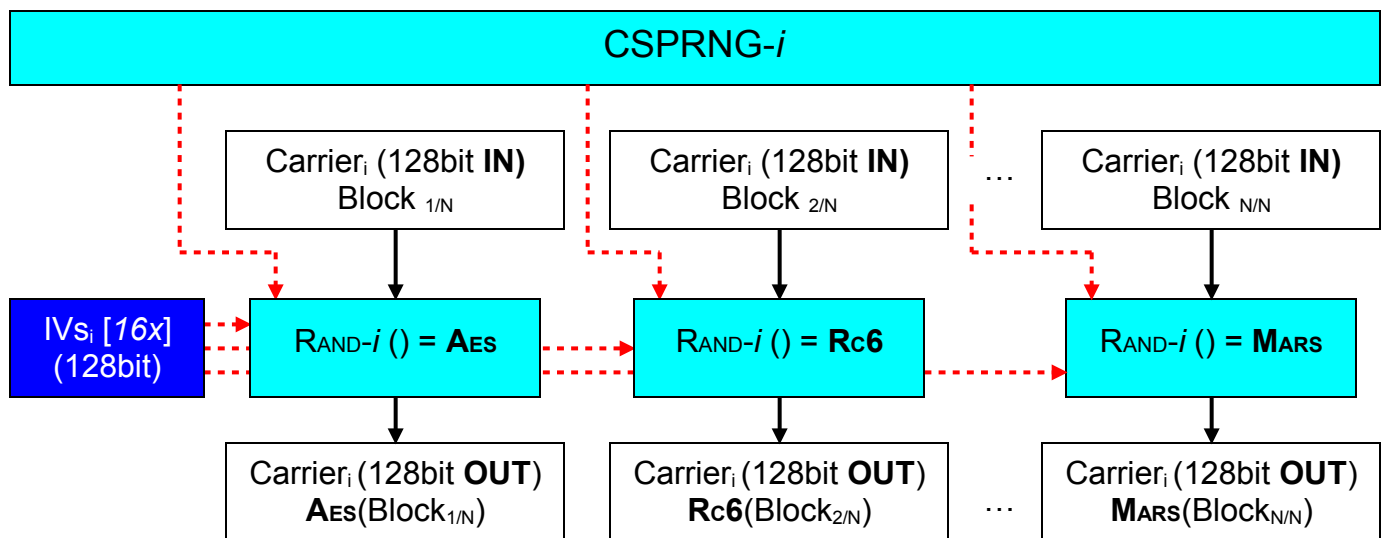 CSPRNG-i
Carrierᵢ (128bit IN)
Block 1/N
Carrierᵢ (128bit IN)
Block 2/N
...
Carrierᵢ (128bit IN)
Block N/N
IVsᵢ [16x]
(128bit)
RAND-i () = AES
RAND-i () = RC6
RAND-i () = MARS
Carrierᵢ (128bit OUT)
AES(Block1/N)
Carrierᵢ (128bit OUT)
RC6(Block2/N)
...
Carrierᵢ (128bit OUT)
MARS(BlockN/N)